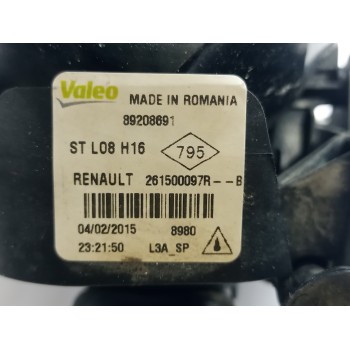 Valeo MADE IN ROMANIA
89208691
ST L08 H16 795
RENAULT 261500097R--B
04/02/2015 8980
23:21:50 L3A_SP